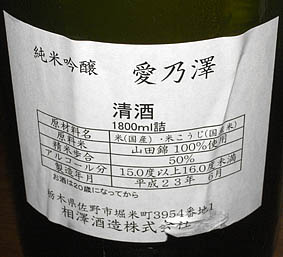 純米吟醸 愛乃澤
清酒
1800ml詰
原材料名 米(国産)・米こうじ(国産米)
原料米 山田錦100%使用
精米歩合 50%
アルコール分 15.0度以上16.0度未満
製造年月 平成23年 6月
お酒は20歳になってから
栃木県佐野市堀米町3954番地1
相澤酒造株式会社